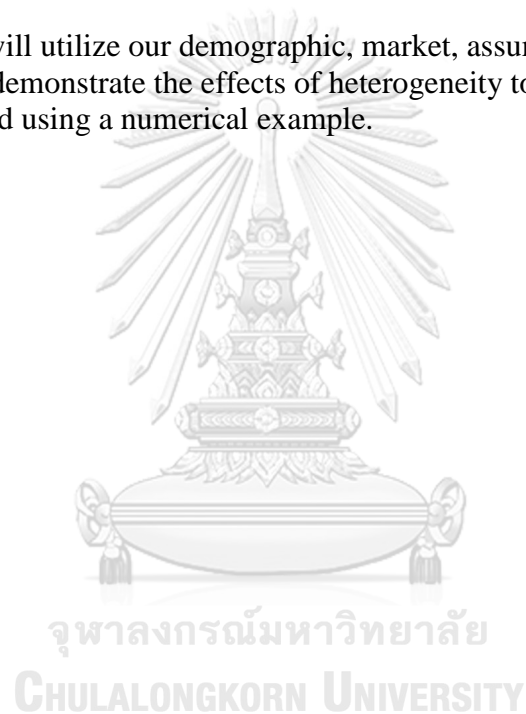 will utilize our demographic, market, assu
demonstrate the effects of heterogeneity to
d using a numerical example.
จุฬาลงกรณ์มหาวิทยาลัย
CHULALONGKORN UNIVERSITY